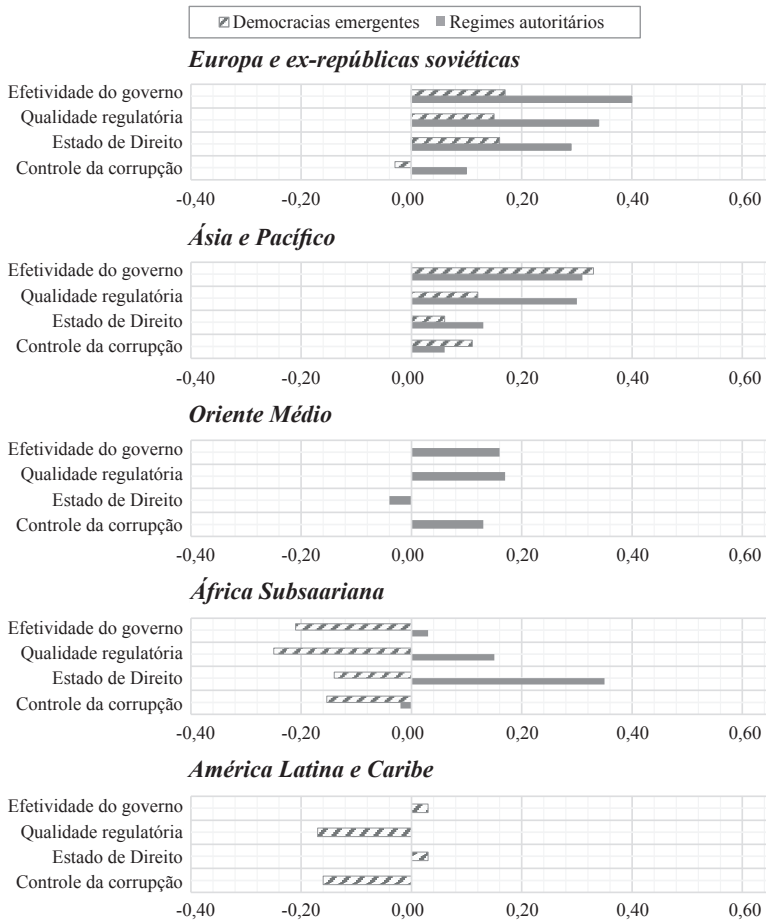 Democracias emergentes Regimes autoritários
Europa e ex-repúblicas soviéticas
Efetividade do governo
Qualidade regulatória
Estado de Direito
Controle da corrupção
-0,40 -0,20 0,00 0,20 0,40 0,60
Ásia e Pacífico
Efetividade do governo
Qualidade regulatória
Estado de Direito
Controle da corrupção
-0,40 -0,20 0,00 0,20 0,40 0,60
Oriente Médio
Efetividade do governo
Qualidade regulatória
Estado de Direito
Controle da corrupção
-0,40 -0,20 0,00 0,20 0,40 0,60
África Subsaariana
Efetividade do governo
Qualidade regulatória
Estado de Direito
Controle da corrupção
-0,40 -0,20 0,00 0,20 0,40 0,60
América Latina e Caribe
Efetividade do governo
Qualidade regulatória
Estado de Direito
Controle da corrupção
-0,40 -0,20 0,00 0,20 0,40 0,60